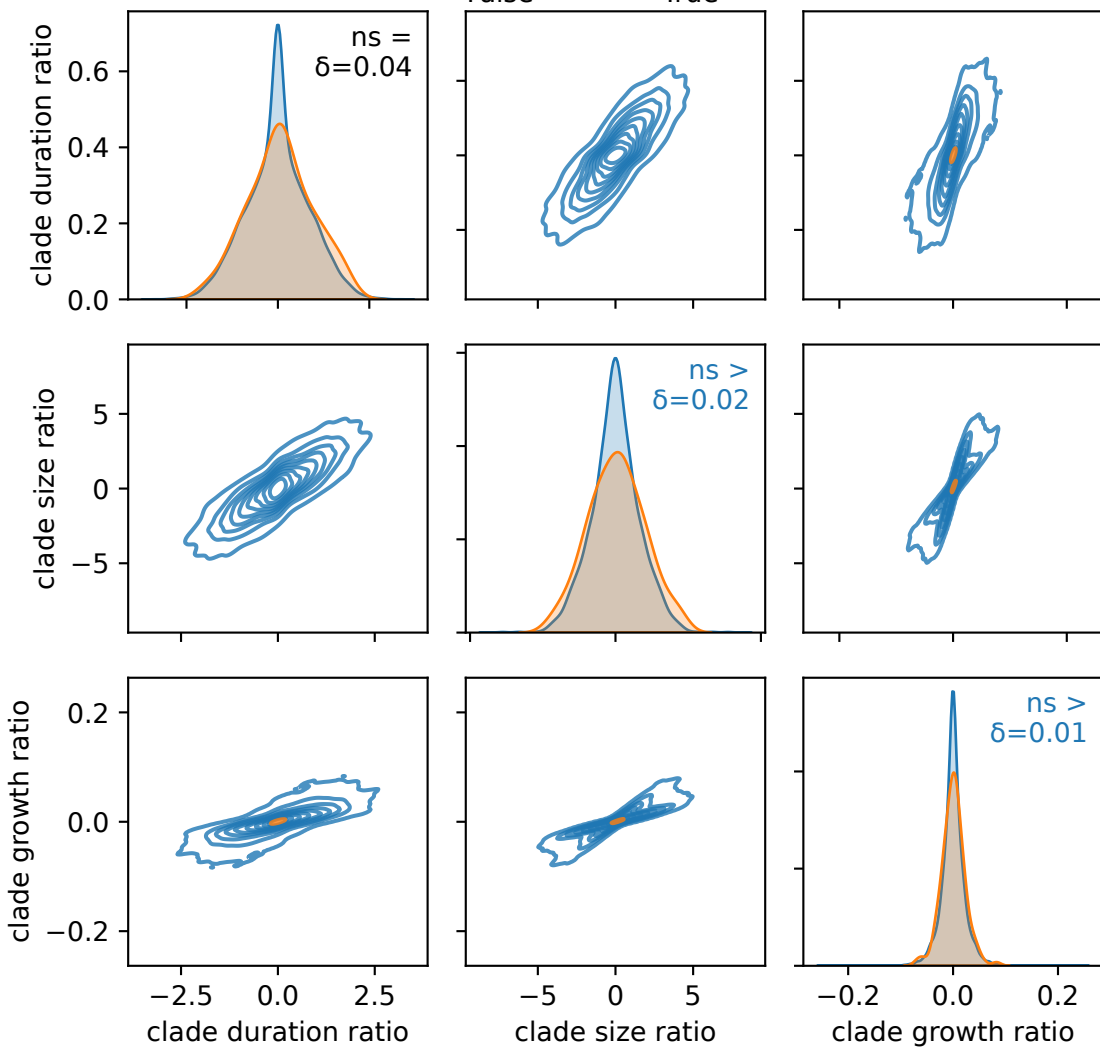 clade duration ratio
0.6
0.4
0.2
0.0
ns =
δ=0.04
clade size ratio
5
0
−5
ns >
δ=0.02
clade growth ratio
0.2
0.0
−0.2
ns >
δ=0.01
−2.5 0.0 2.5
clade duration ratio
−5 0 5
clade size ratio
−0.2 0.0 0.2
clade growth ratio